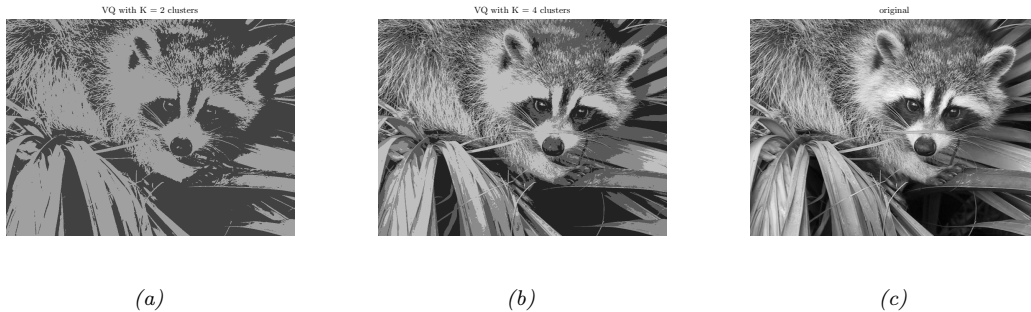 VQ with K = 2 clusters
VQ with K = 4 clusters
original
(a)
(b)
(c)